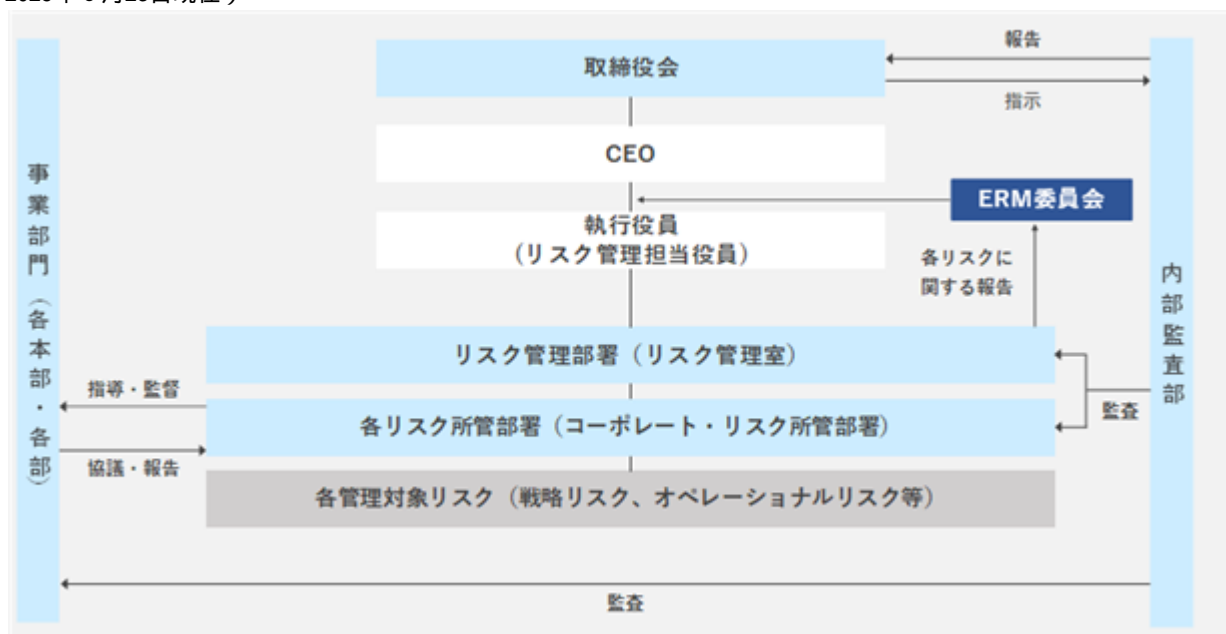 取締役会
報告
指示
CEO
ERM委員会
執行役員
(リスク管理担当役員)
各リスクに
関する報告
事業部門(各本部・各部)
内部監査部
リスク管理部署(リスク管理室)
指導・監督
各リスク所管部署(コーポレート・リスク所管部署)
監査
協議・報告
各管理対象リスク(戦略リスク、オペレーショナルリスク等)
監査